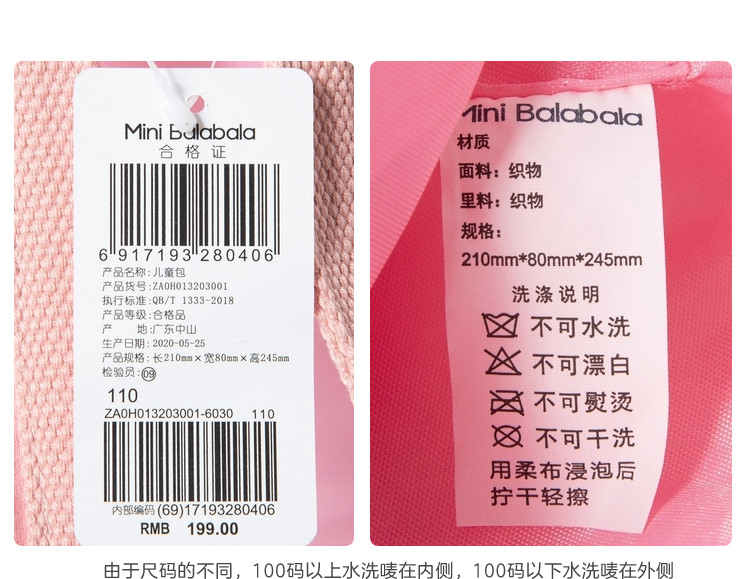 Mini Balabala
合格证
6 917193 280406
产品名称:儿童包
产品货号:ZA0H013203001
执行标准:QB/T 1333-2018
产品等级:合格品
产 地:广东中山
生产日期:2020-05-25
产品规格:长210mm×宽80mm×高245mm
检验员:09
110
ZA0H013203001-6030 110
内部编码(69)17193280406
RMB 199.00
Mini Balabala
材质
面料:织物
里料:织物
规格:
210mm*80mm*245mm
洗涤说明
不可水洗
不可漂白
不可熨烫
不可干洗
用柔布浸泡后
拧干轻擦
由于尺码的不同，100码以上水洗唛在内侧，100码以下水洗唛在外侧